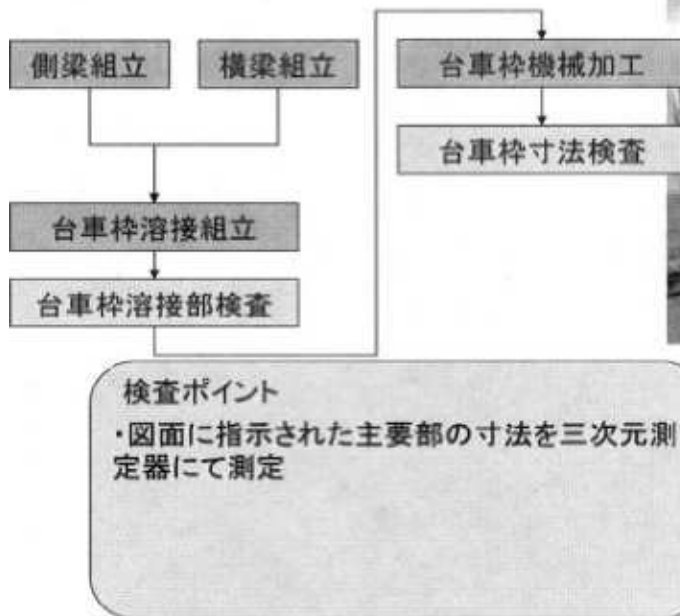 側梁組立
横梁組立
台車枠溶接組立
台車枠溶接部検査
台車枠機械加工
台車枠寸法検査
検査ポイント
・図面に指示された主要部の寸法を三次元測
定器にて測定